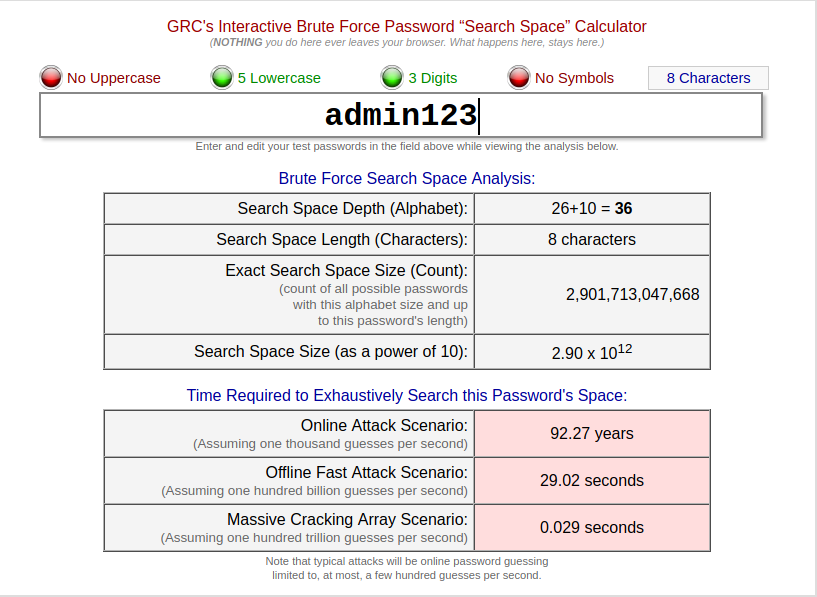 GRC's Interactive Brute Force Password “Search Space” Calculator
(NOTHING you do here ever leaves your browser. What happens here, stays here.)
No Uppercase 5 Lowercase 3 Digits No Symbols 8 Characters
admin123
Enter and edit your test passwords in the field above while viewing the analysis below.
Brute Force Search Space Analysis:
Search Space Depth (Alphabet): 26+10 = 36
Search Space Length (Characters): 8 characters
Exact Search Space Size (Count):
(count of all possible passwords
with this alphabet size and up
to this password's length)
2,901,713,047,668
Search Space Size (as a power of 10): 2.90 x 10¹²
Time Required to Exhaustively Search this Password's Space:
Online Attack Scenario:
(Assuming one thousand guesses per second)
92.27 years
Offline Fast Attack Scenario:
(Assuming one hundred billion guesses per second)
29.02 seconds
Massive Cracking Array Scenario:
(Assuming one hundred trillion guesses per second)
0.029 seconds
Note that typical attacks will be online password guessing
limited to, at most, a few hundred guesses per second.